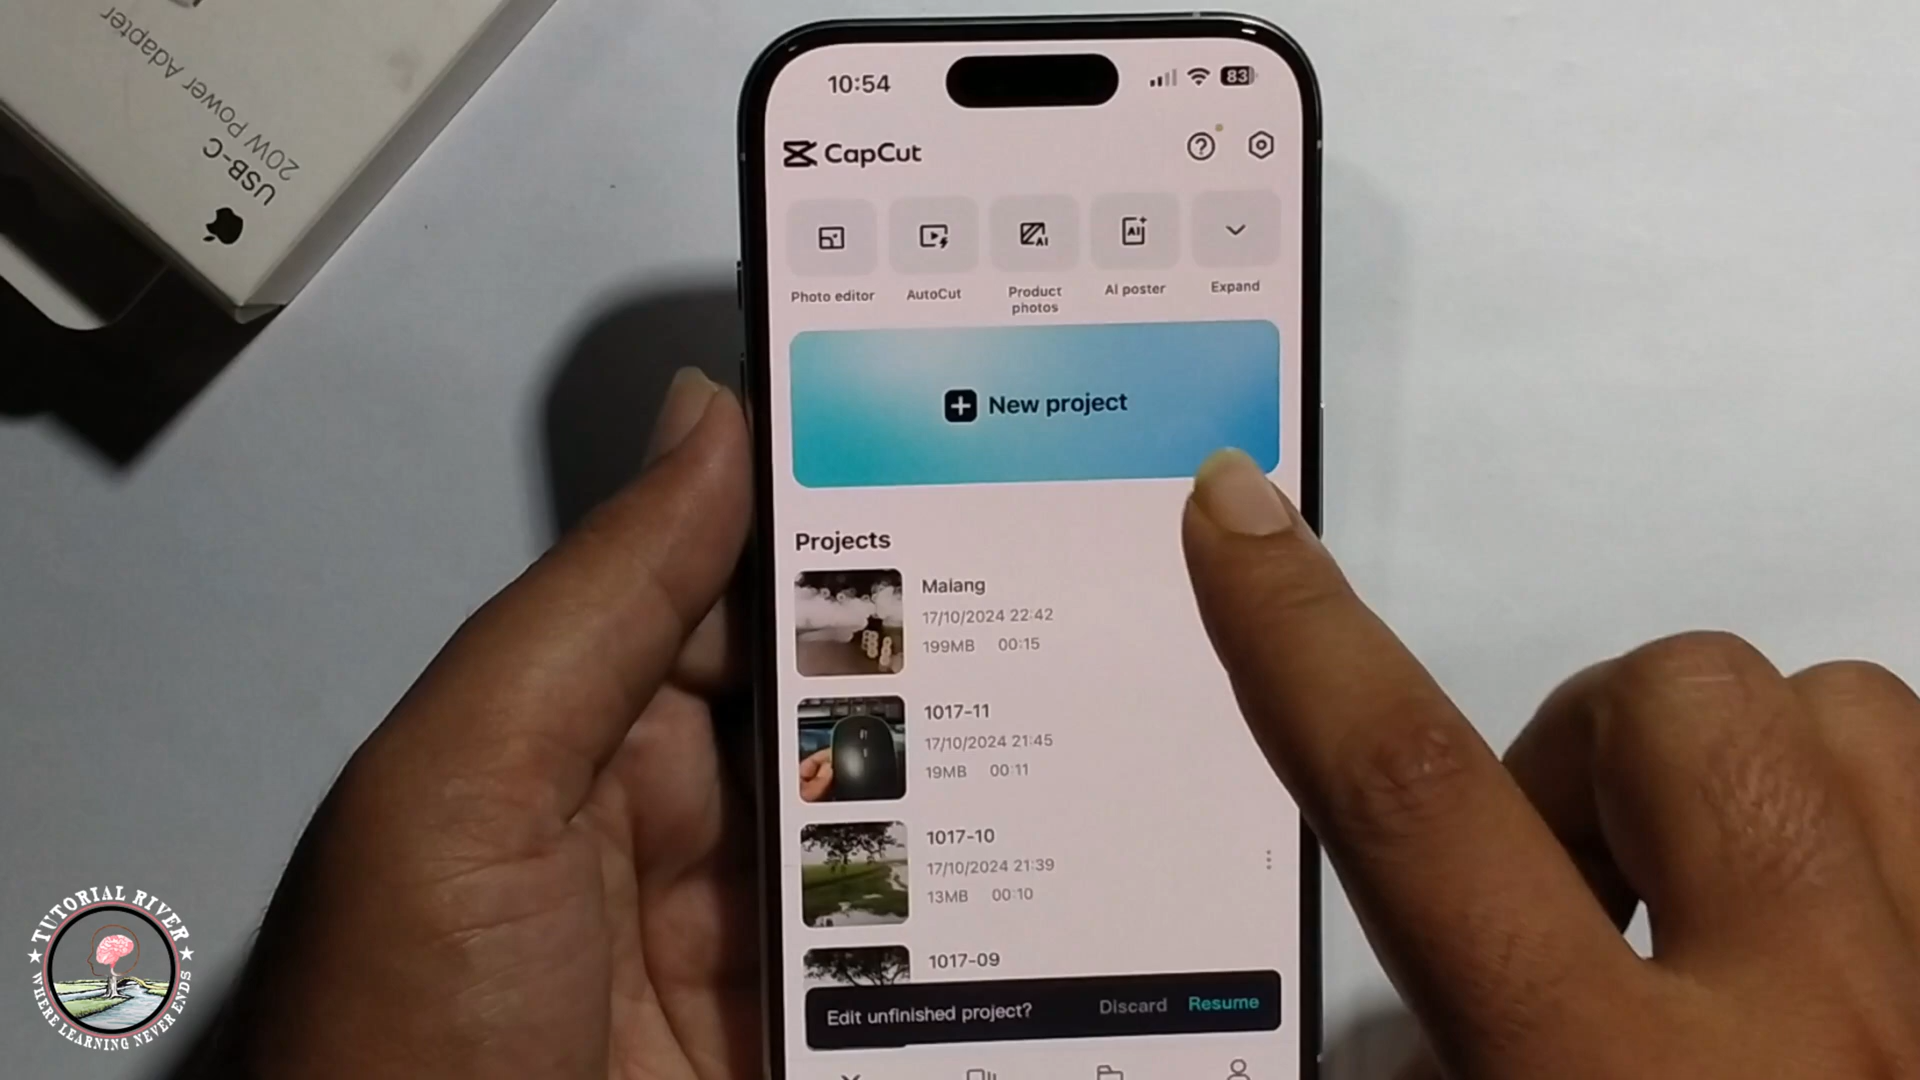 20W Power Adapter
USB-C
10:54
83
CapCut
Photo editor
AutoCut
Product
photos
AI poster
Expand
New project
Projects
Malang
17/10/2024 22:42
199MB 00:15
1017-11
17/10/2024 21:45
19MB 00:11
1017-10
17/10/2024 21:39
13MB 00:10
1017-09
Edit unfinished project? Discard Resume
TUTORIAL RIVER
WHERE LEARNING NEVER ENDS